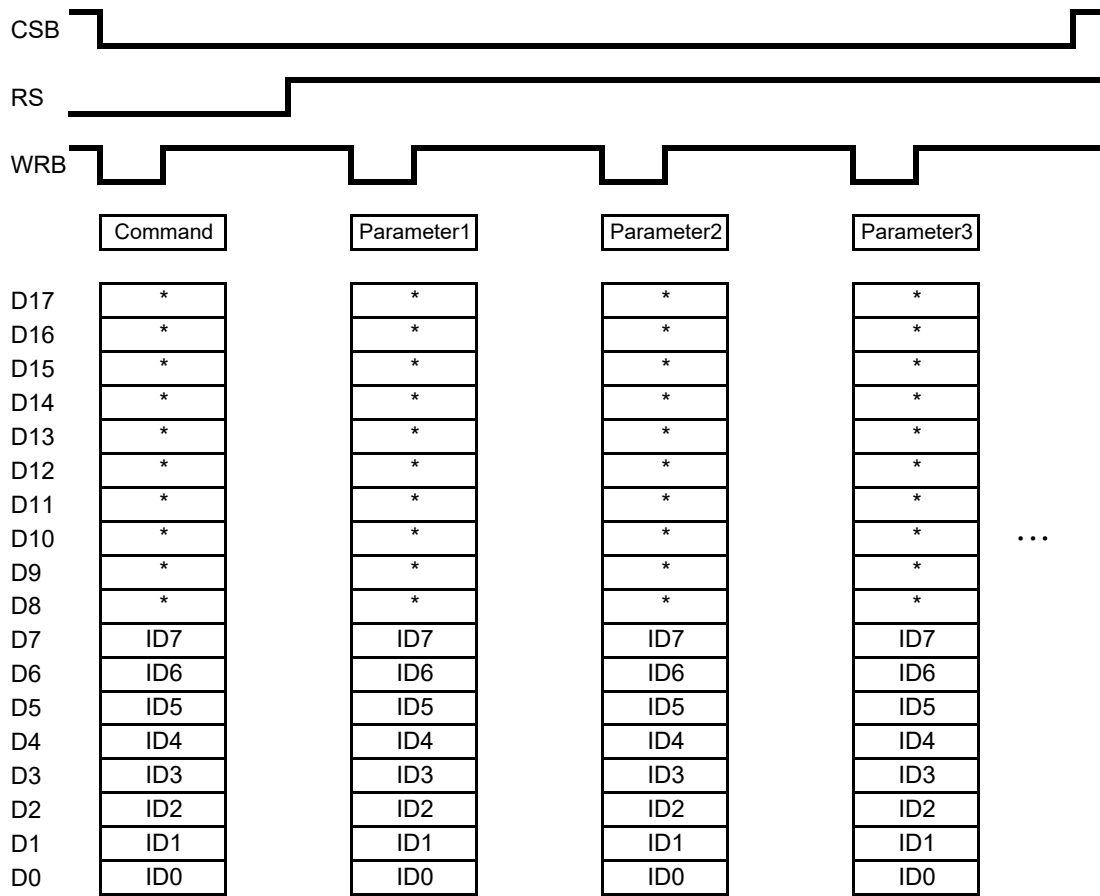 CSB
RS
WRB
Command Parameter1 Parameter2 Parameter3
D17 * * * *
D16 * * * *
D15 * * * *
D14 * * * *
D13 * * * *
D12 * * * *
D11 * * * *
D10 * * * * ...
D9 * * * *
D8 * * * *
D7 ID7 ID7 ID7 ID7
D6 ID6 ID6 ID6 ID6
D5 ID5 ID5 ID5 ID5
D4 ID4 ID4 ID4 ID4
D3 ID3 ID3 ID3 ID3
D2 ID2 ID2 ID2 ID2
D1 ID1 ID1 ID1 ID1
D0 ID0 ID0 ID0 ID0